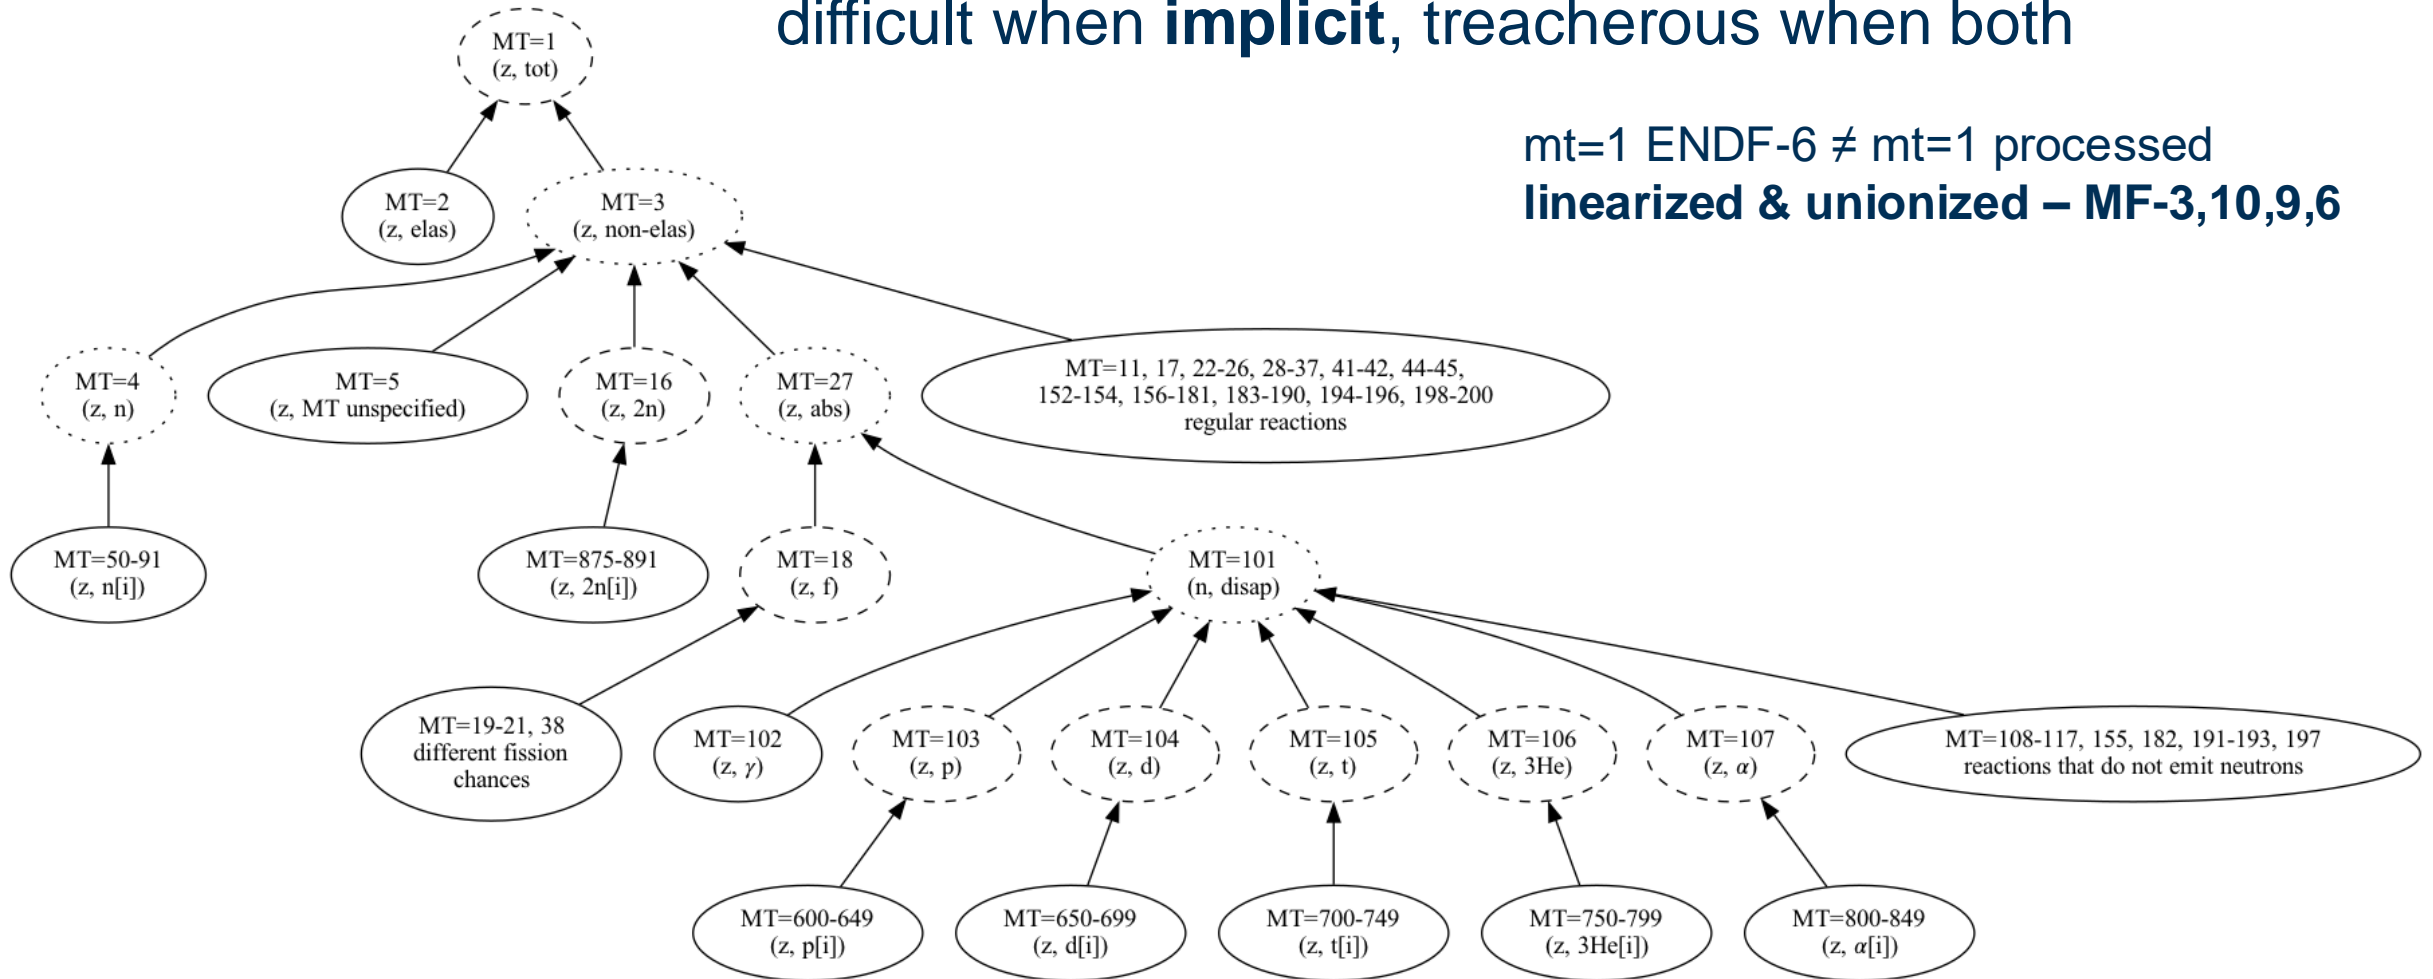 difficult when implicit, treacherous when both
mt=1 ENDF-6 ≠ mt=1 processed
linearized & unionized – MF-3,10,9,6
MT=1
(z, tot)
MT=2
(z, elas)
MT=3
(z, non-elas)
MT=4
(z, n)
MT=5
(z, MT unspecified)
MT=16
(z, 2n)
MT=27
(z, abs)
MT=11, 17, 22-26, 28-37, 41-42, 44-45,
152-154, 156-181, 183-190, 194-196, 198-200
regular reactions
MT=50-91
(z, n[i])
MT=875-891
(z, 2n[i])
MT=18
(z, f)
MT=101
(n, disap)
MT=19-21, 38
different fission
chances
MT=102
(z, γ)
MT=103
(z, p)
MT=104
(z, d)
MT=105
(z, t)
MT=106
(z, 3He)
MT=107
(z, α)
MT=108-117, 155, 182, 191-193, 197
reactions that do not emit neutrons
MT=600-649
(z, p[i])
MT=650-699
(z, d[i])
MT=700-749
(z, t[i])
MT=750-799
(z, 3He[i])
MT=800-849
(z, α[i])